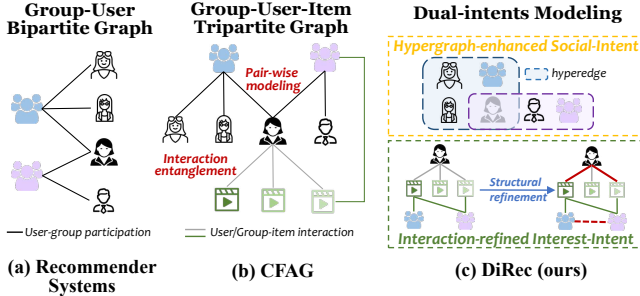 Group-User
Bipartite Graph
User-group participation
(a) Recommender
Systems
Group-User-Item
Tripartite Graph
Pair-wise
modeling
Interaction
entanglement
User/Group-item interaction
(b) CFAG
Dual-intents Modeling
Hypergraph-enhanced Social-Intent
hyperedge
Structural
refinement
Interaction-refined Interest-Intent
(c) DiRec (ours)